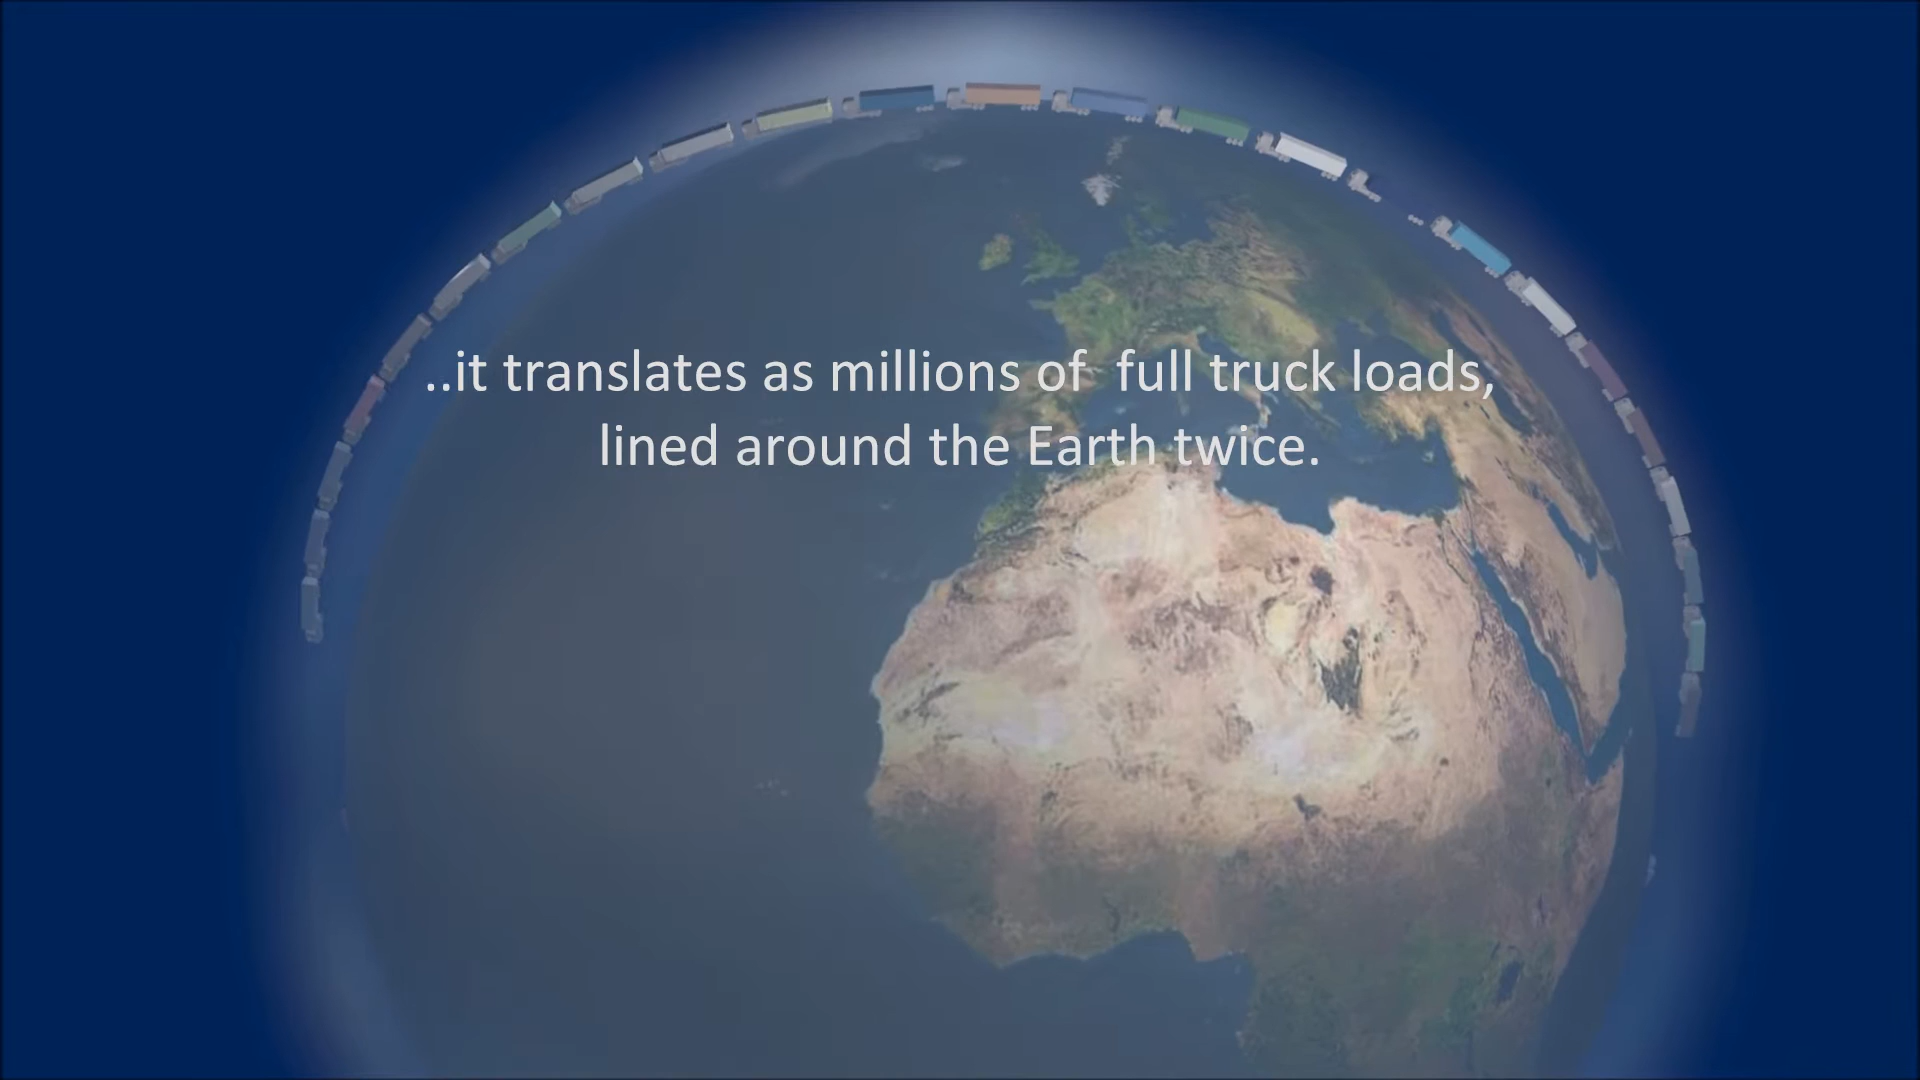 ..it translates as millions of  full truck loads,
lined around the Earth twice.